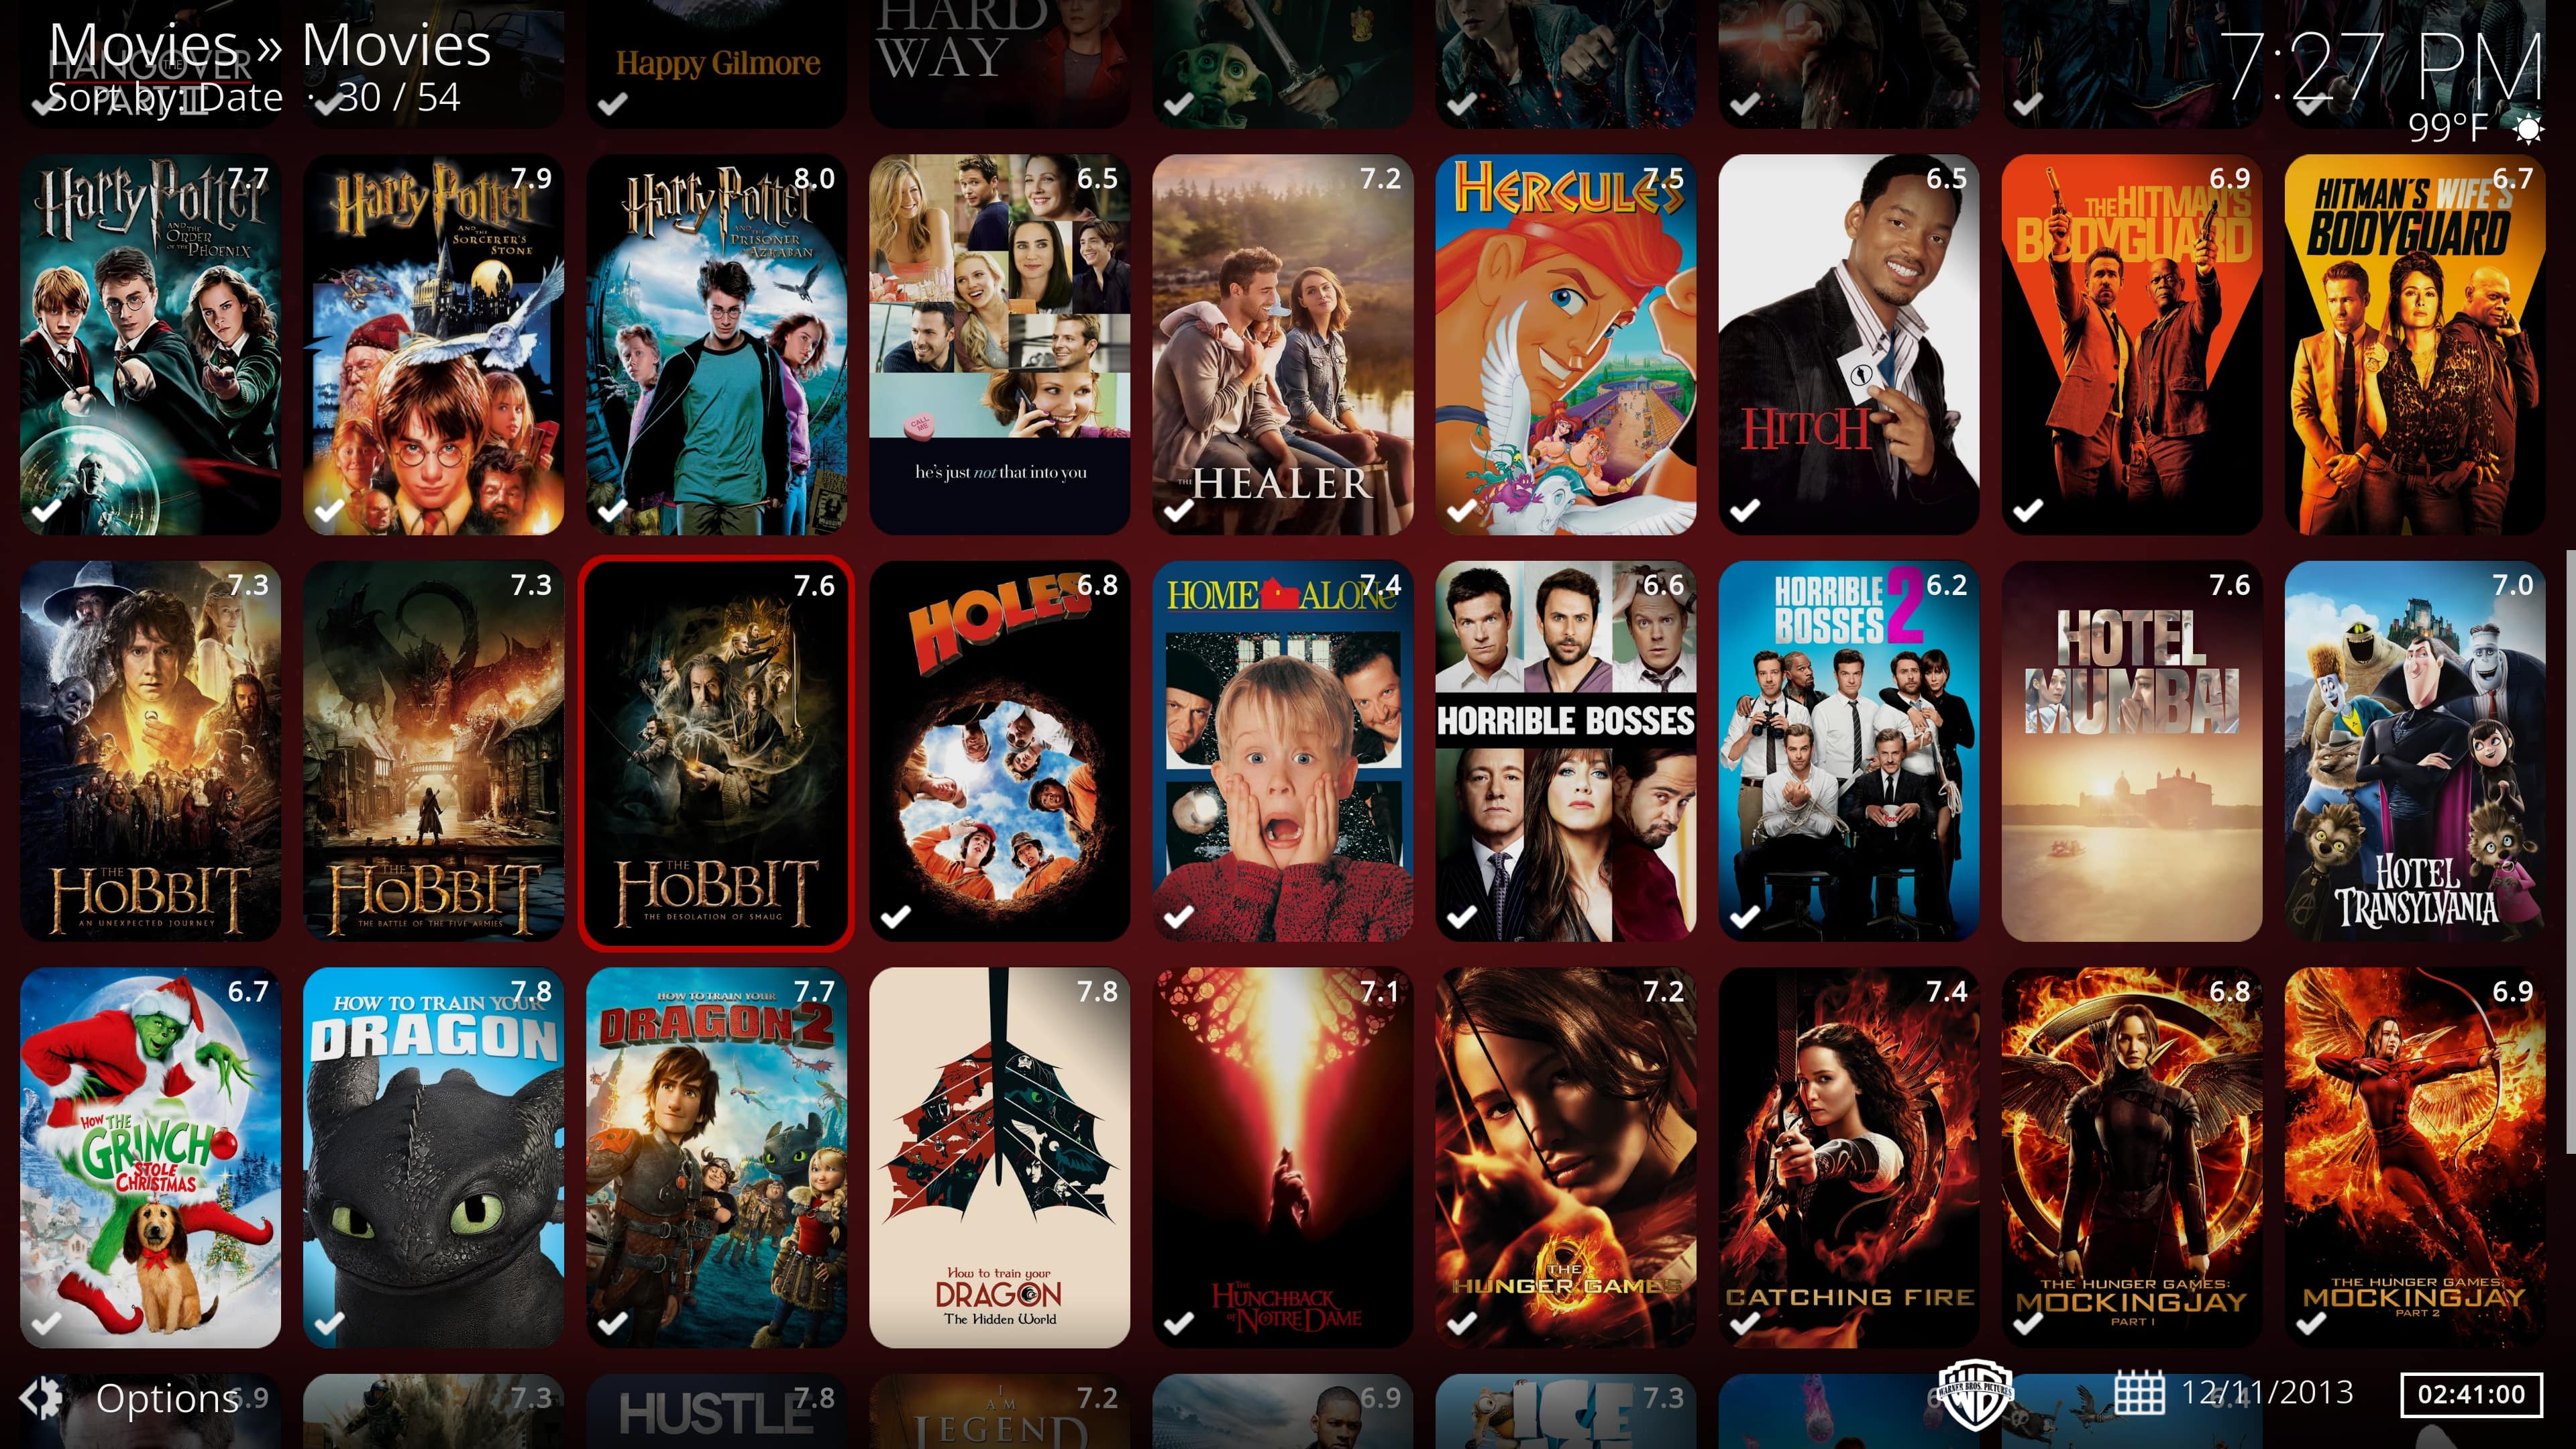 Movies » Movies
7:27 PM
Sort by: Date · 30 / 54
99°F
THE
HANGOVER
PART III
Happy Gilmore
HARD
WAY
7.7
Harry Potter
AND THE
ORDER
OF THE PHOENIX
7.9
Harry Potter
AND THE
SORCERER'S
STONE
8.0
Harry Potter
AND THE
PRISONER
OF AZKABAN
6.5
CALL
ME
he's just not that into you
7.2
THE HEALER
7.5
HERCULES
6.5
HITCH
6.9
THE HITMAN'S
BODYGUARD
6.7
HITMAN'S WIFE'S
BODYGUARD
7.3
THE
HOBBIT
AN UNEXPECTED JOURNEY
7.3
THE
HOBBIT
THE BATTLE OF THE FIVE ARMIES
7.6
THE
HOBBIT
THE DESOLATION OF SMAUG
6.8
HOLES
7.4
HOME ALONE
6.6
HORRIBLE BOSSES
6.2
HORRIBLE
BOSSES 2
7.6
HOTEL
MUMBAI
7.0
HOTEL
TRANSYLVANIA
6.7
HOW THE
GRINCH
STOLE
CHRISTMAS
7.8
HOW TO TRAIN YOUR
DRAGON
7.7
HOW TO TRAIN YOUR
DRAGON 2
7.8
How to train your
DRAGON
The Hidden World
7.1
THE
HUNCHBACK
OF NOTRE DAME
7.2
THE
HUNGER GAMES
7.4
CATCHING FIRE
6.8
THE HUNGER GAMES:
MOCKINGJAY
PART 1
6.9
THE HUNGER GAMES:
MOCKINGJAY
PART 2
Options
6.9
7.3
HUSTLE
7.8
I
AM
LEGEND
7.2
6.9
ICE
7.3
WARNER BROS. PICTURES
WB
12/11/2013
6.4
02:41:00